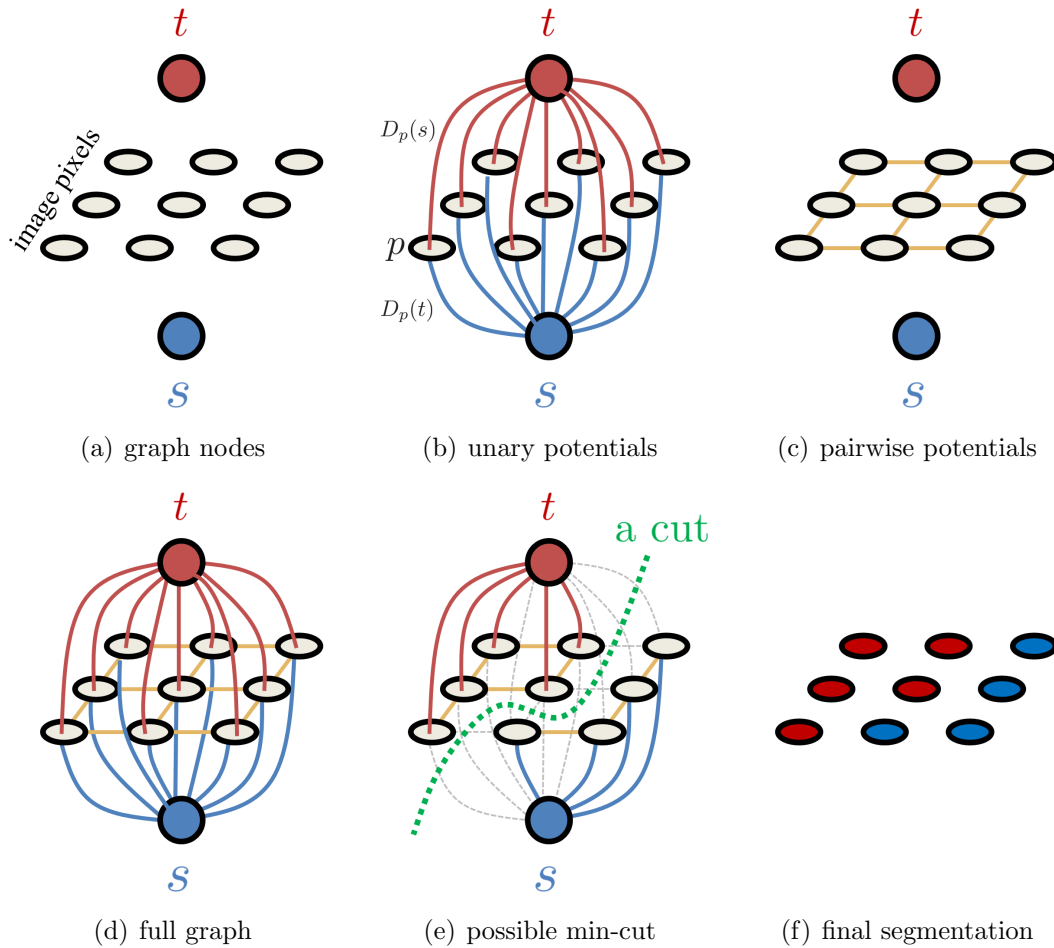 t
t
t
image pixels
D_p(s)
p
D_p(t)
s
s
(a) graph nodes
(b) unary potentials
(c) pairwise potentials
t
t
a cut
s
s
(d) full graph
(e) possible min-cut
(f) final segmentation